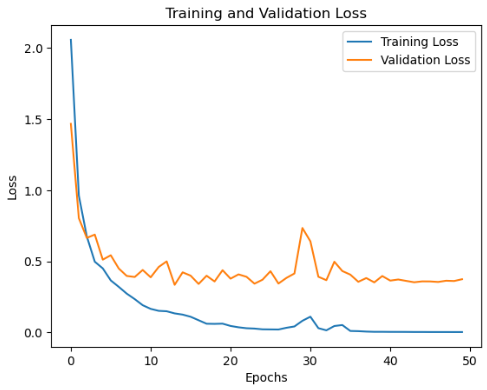 Training and Validation Loss
Training Loss
Validation Loss
Loss
2.0
1.5
1.0
0.5
0.0
0 10 20 30 40 50
Epochs